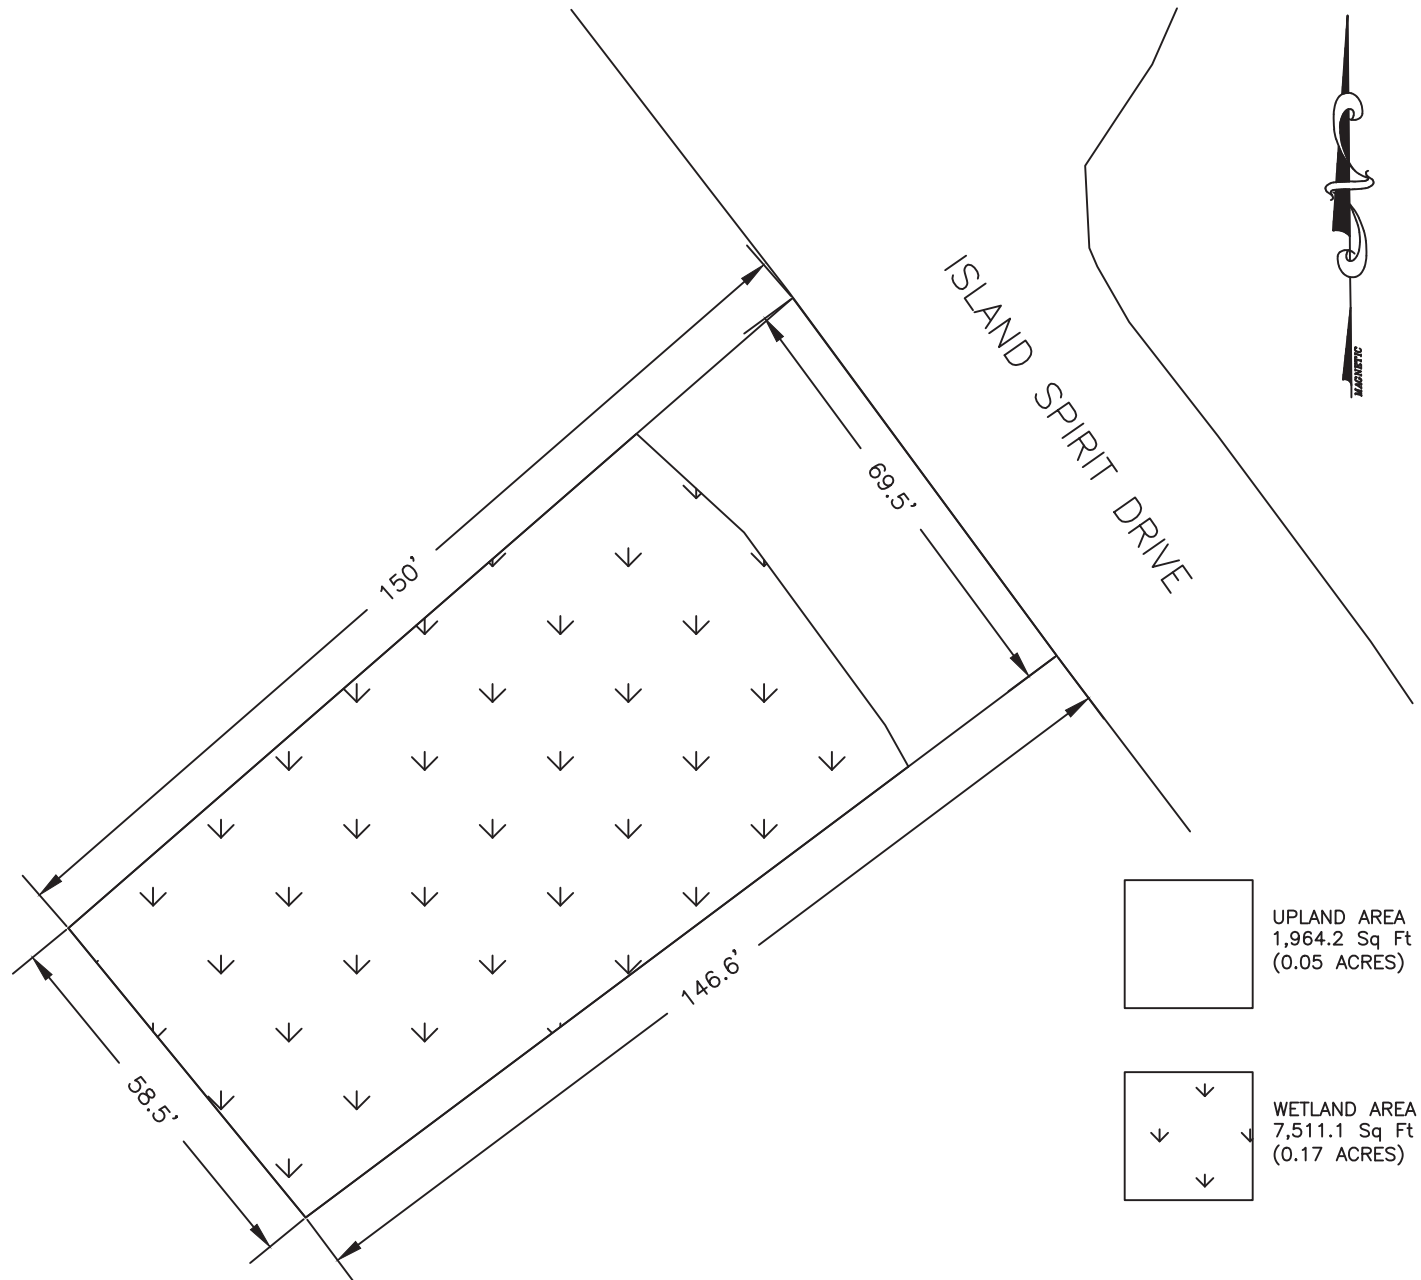 ISLAND SPIRIT DRIVE
MAGNETIC
69.5'
150'
146.6'
58.5'
UPLAND AREA
1,964.2 Sq Ft
(0.05 ACRES)
WETLAND AREA
7,511.1 Sq Ft
(0.17 ACRES)